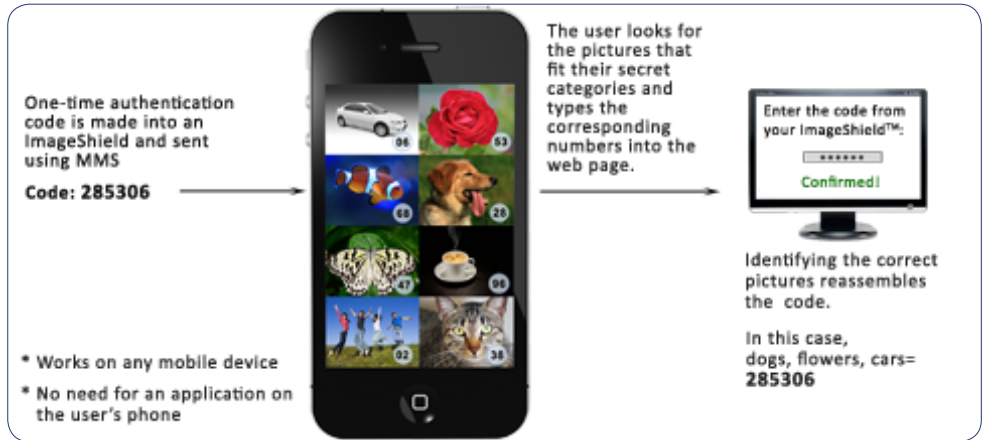 One-time authentication
code is made into an
ImageShield and sent
using MMS
Code: 285306
* Works on any mobile device
* No need for an application on
the user's phone
06
53
68
28
47
96
02
38
The user looks for
the pictures that
fit their secret
categories and
types the
corresponding
numbers into the
web page.
Enter the code from
your ImageShield™:
******
Confirmed!
Identifying the correct
pictures reassembles
the code.
In this case,
dogs, flowers, cars=
285306